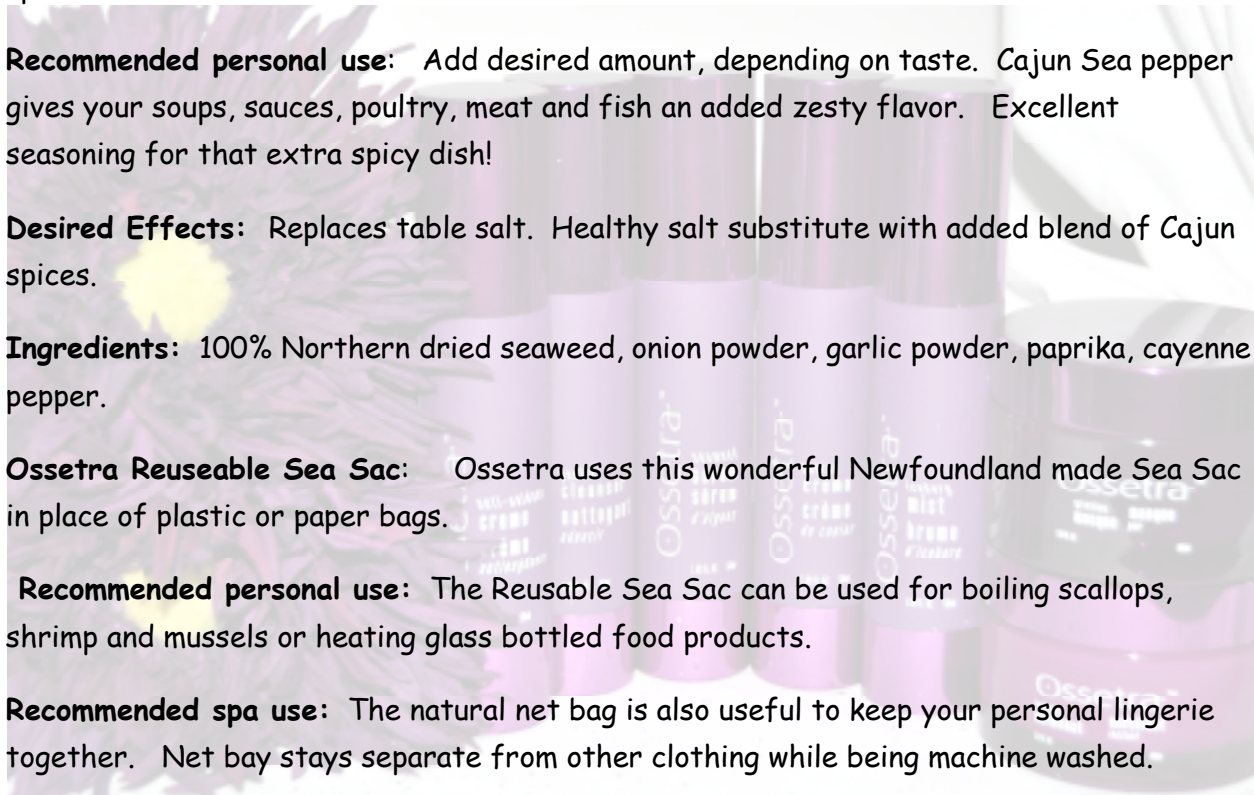 Recommended personal use:   Add desired amount, depending on taste.  Cajun Sea pepper
gives your soups, sauces, poultry, meat and fish an added zesty flavor.   Excellent
seasoning for that extra spicy dish!
Desired Effects:  Replaces table salt.  Healthy salt substitute with added blend of Cajun
spices.
Ingredients:  100% Northern dried seaweed, onion powder, garlic powder, paprika, cayenne
pepper.
Ossetra Reuseable Sea Sac:    Ossetra uses this wonderful Newfoundland made Sea Sac
in place of plastic or paper bags.
Recommended personal use:  The Reusable Sea Sac can be used for boiling scallops,
shrimp and mussels or heating glass bottled food products.
Recommended spa use:  The natural net bag is also useful to keep your personal lingerie
together.   Net bay stays separate from other clothing while being machine washed.
Ossetra
Ossetra
Ossetra
Ossetra
Ossetra